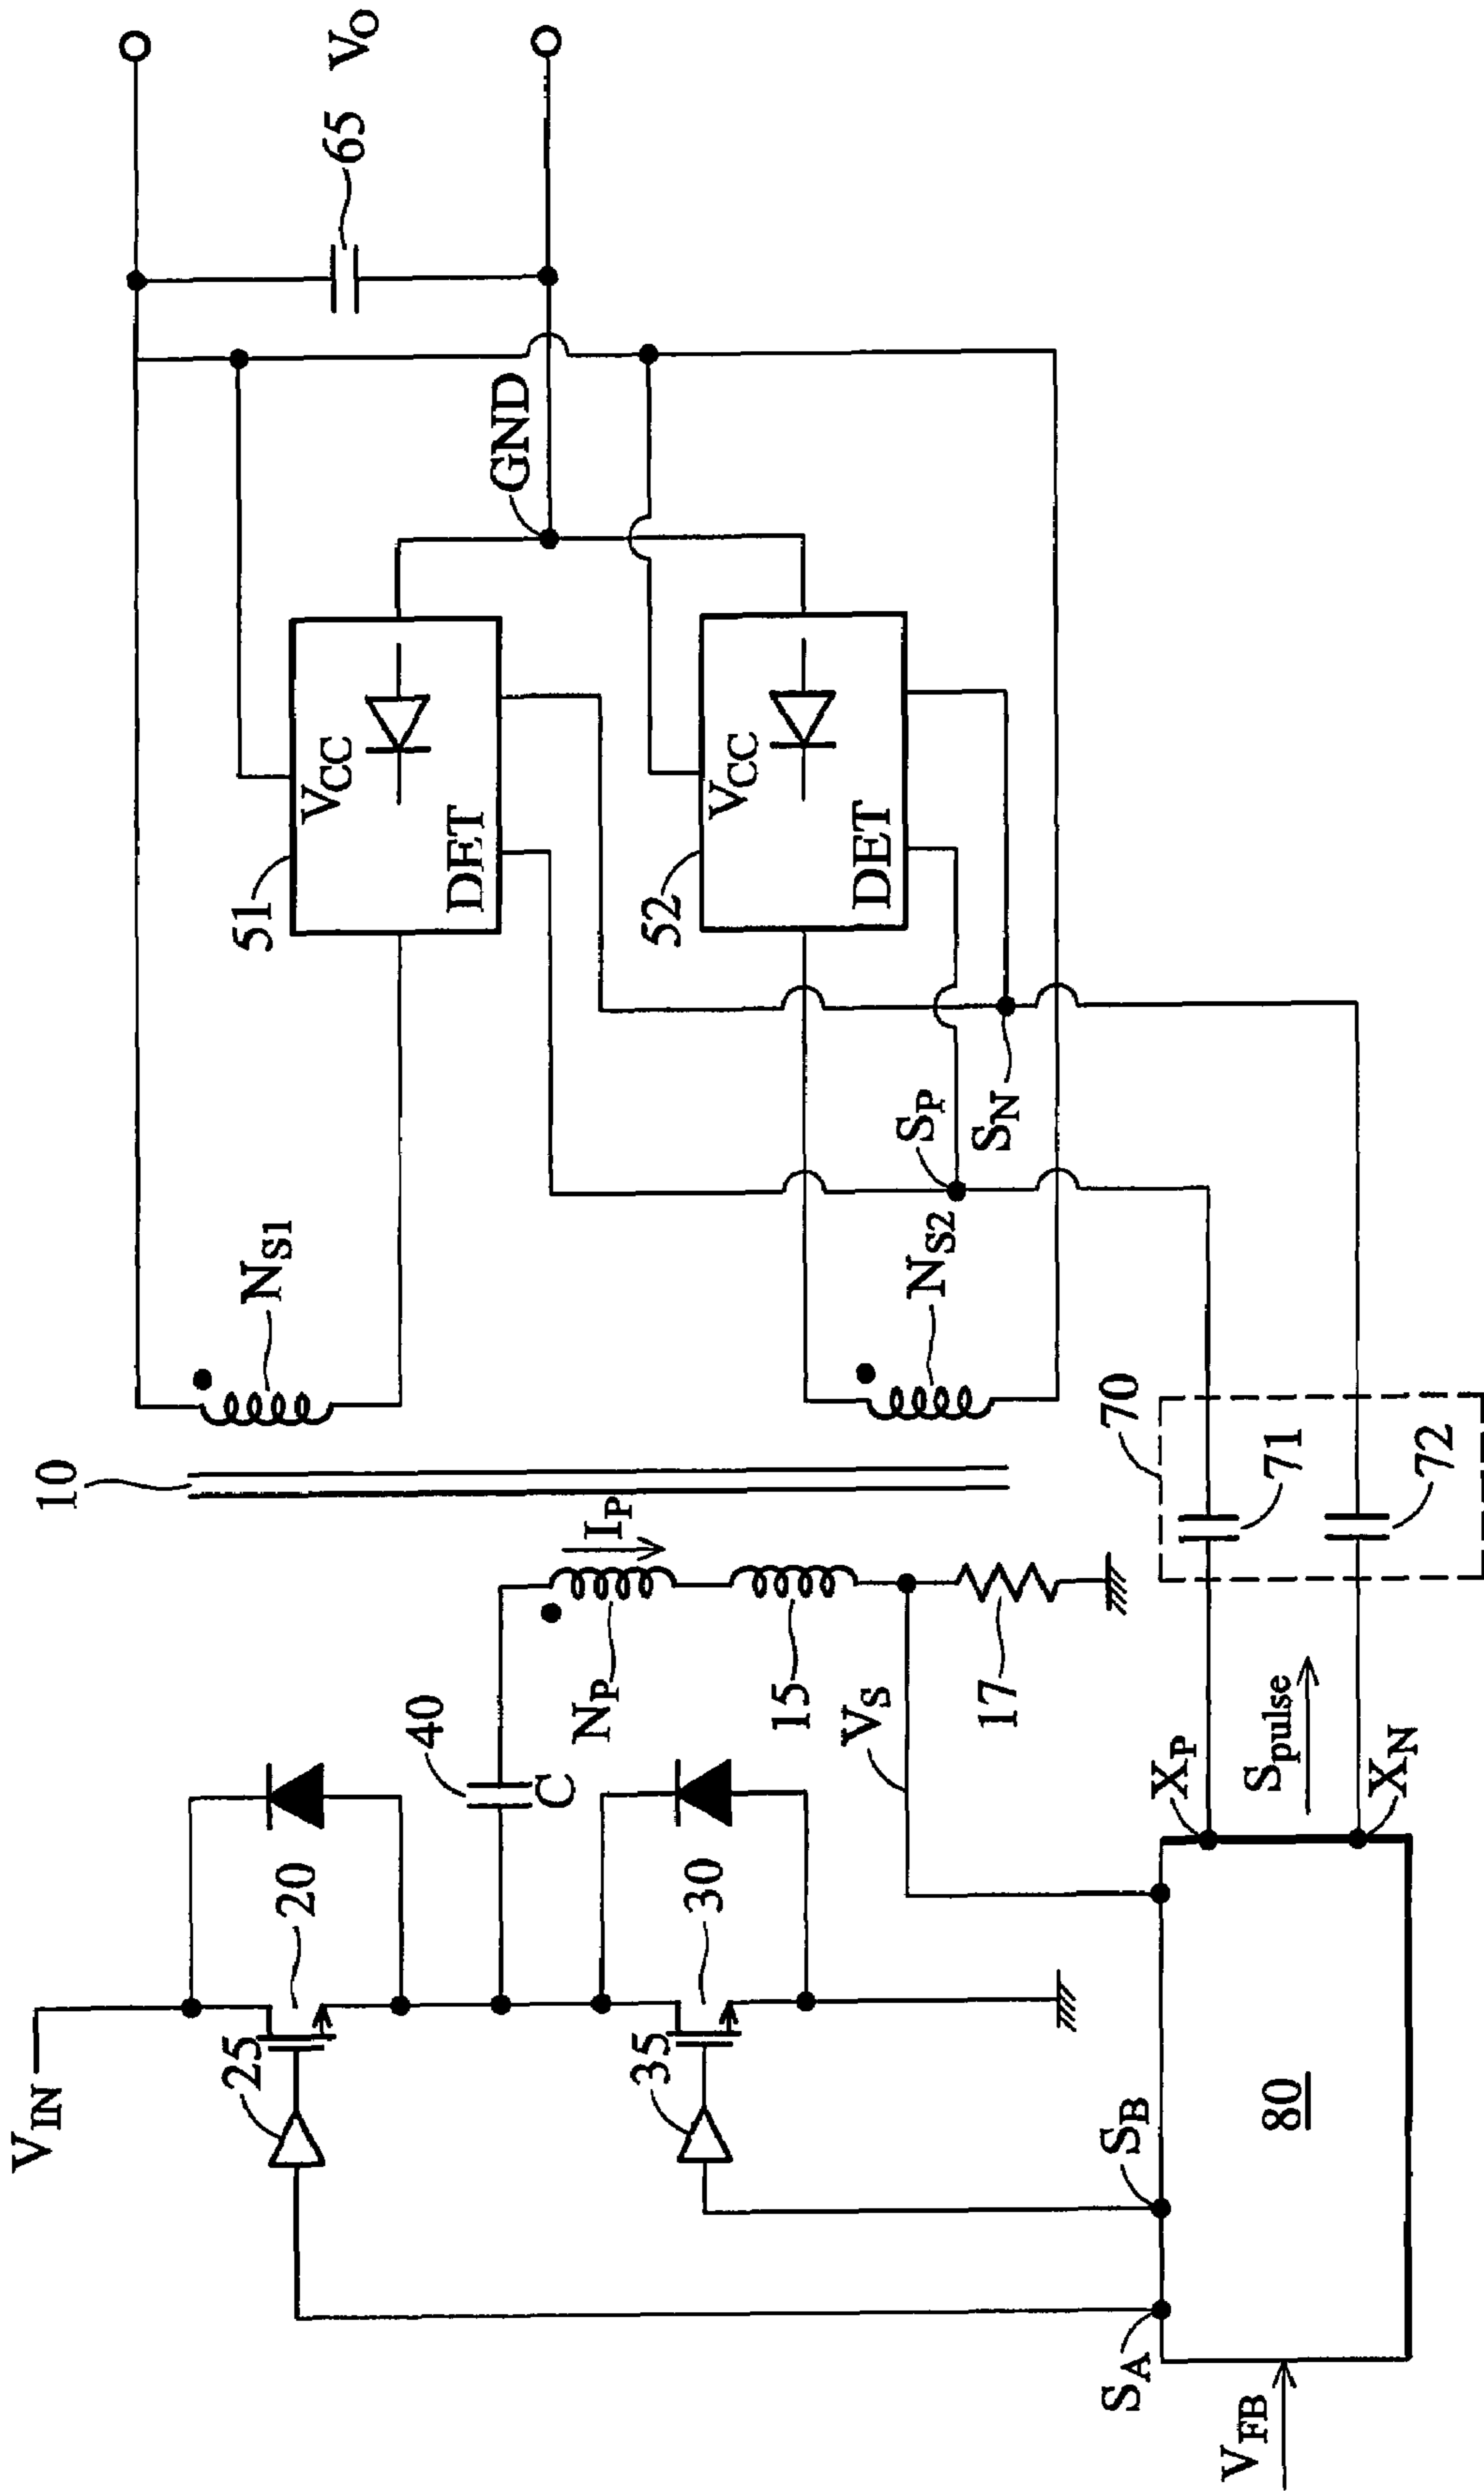 V_IN
25
20
35
30
40
C
N_P
I_P
15
V_S
17
10
N_S1
N_S2
51
V_CC
DET
52
V_CC
DET
GND
65
V_O
S_P
S_N
70
71
72
X_P
S_pulse
X_N
S_A
S_B
80
V_FB